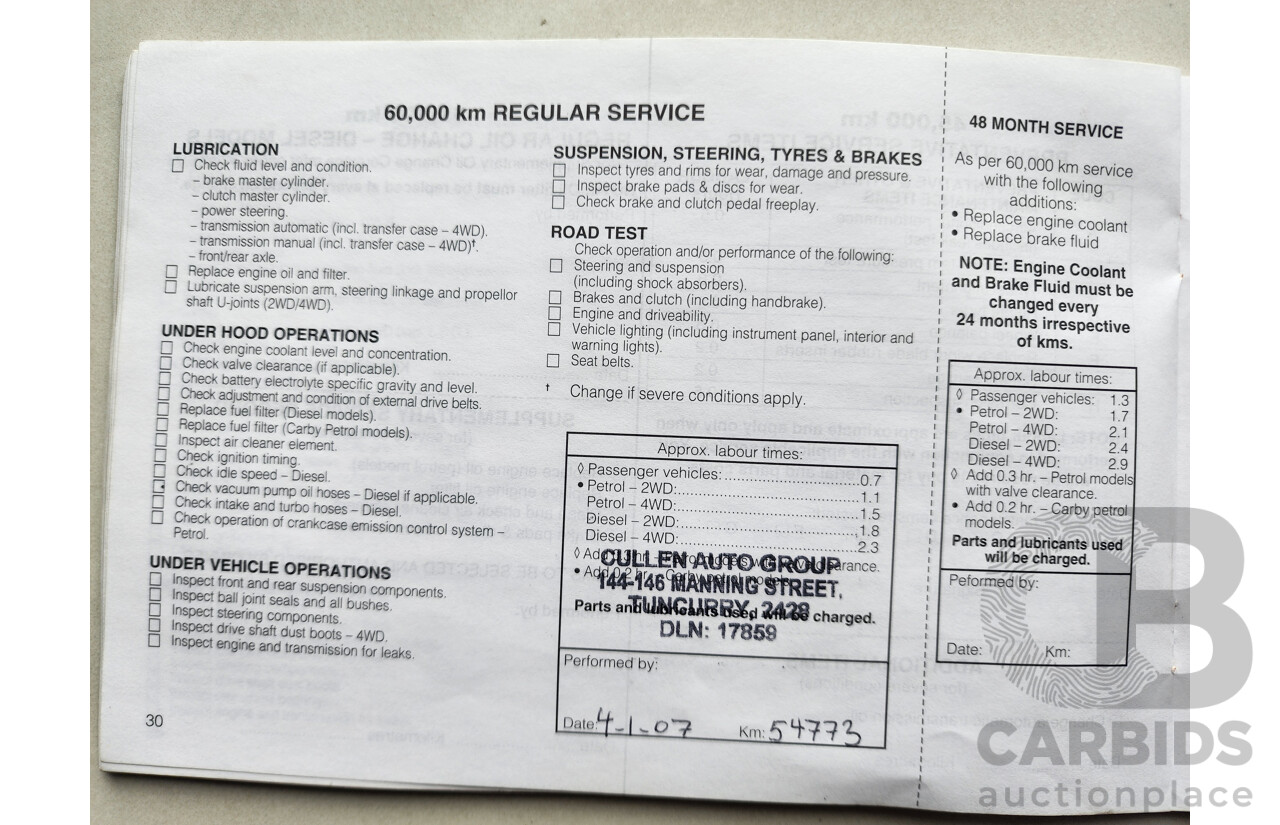 60,000 km REGULAR SERVICE
LUBRICATION
Check fluid level and condition.
– brake master cylinder.
– clutch master cylinder.
– power steering.
– transmission automatic (incl. transfer case – 4WD).
– transmission manual (incl. transfer case – 4WD)†.
– front/rear axle.
Replace engine oil and filter.
Lubricate suspension arm, steering linkage and propellor
shaft U-joints (2WD/4WD).
UNDER HOOD OPERATIONS
Check engine coolant level and concentration.
Check valve clearance (if applicable).
Check battery electrolyte specific gravity and level.
Check adjustment and condition of external drive belts.
Replace fuel filter (Diesel models).
Replace fuel filter (Carby Petrol models).
Inspect air cleaner element.
Check ignition timing.
Check idle speed – Diesel.
Check vacuum pump oil hoses – Diesel if applicable.
Check intake and turbo hoses – Diesel.
Check operation of crankcase emission control system –
Petrol.
UNDER VEHICLE OPERATIONS
Inspect front and rear suspension components.
Inspect ball joint seals and all bushes.
Inspect steering components.
Inspect drive shaft dust boots – 4WD.
Inspect engine and transmission for leaks.
30
SUSPENSION, STEERING, TYRES & BRAKES
Inspect tyres and rims for wear, damage and pressure.
Inspect brake pads & discs for wear.
Check brake and clutch pedal freeplay.
ROAD TEST
Check operation and/or performance of the following:
Steering and suspension
(including shock absorbers).
Brakes and clutch (including handbrake).
Engine and driveability.
Vehicle lighting (including instrument panel, interior and
warning lights).
Seat belts.
† Change if severe conditions apply.
Approx. labour times:
◊ Passenger vehicles: 0.7
• Petrol – 2WD: 1.1
Petrol – 4WD: 1.5
Diesel – 2WD: 1.8
Diesel – 4WD: 2.3
◊ Add 0.3 hr. – Petrol models with valve clearance.
• Add 0.2 hr. – Carby petrol models.
Parts and lubricants used will be charged.
CULLEN AUTO GROUP
144-146 MANNING STREET,
TUNCURRY, 2428
DLN: 17859
Performed by:
Date: 4-1-07 Km: 54773
48 MONTH SERVICE
As per 60,000 km service
with the following
additions:
• Replace engine coolant
• Replace brake fluid
NOTE: Engine Coolant
and Brake Fluid must be
changed every
24 months irrespective
of kms.
Approx. labour times:
◊ Passenger vehicles: 1.3
• Petrol – 2WD: 1.7
Petrol – 4WD: 2.1
Diesel – 2WD: 2.4
Diesel – 4WD: 2.9
◊ Add 0.3 hr. – Petrol models
with valve clearance.
• Add 0.2 hr. – Carby petrol
models.
Parts and lubricants used
will be charged.
Peformed by:
Date: Km:
CARBIDS
auctionplace